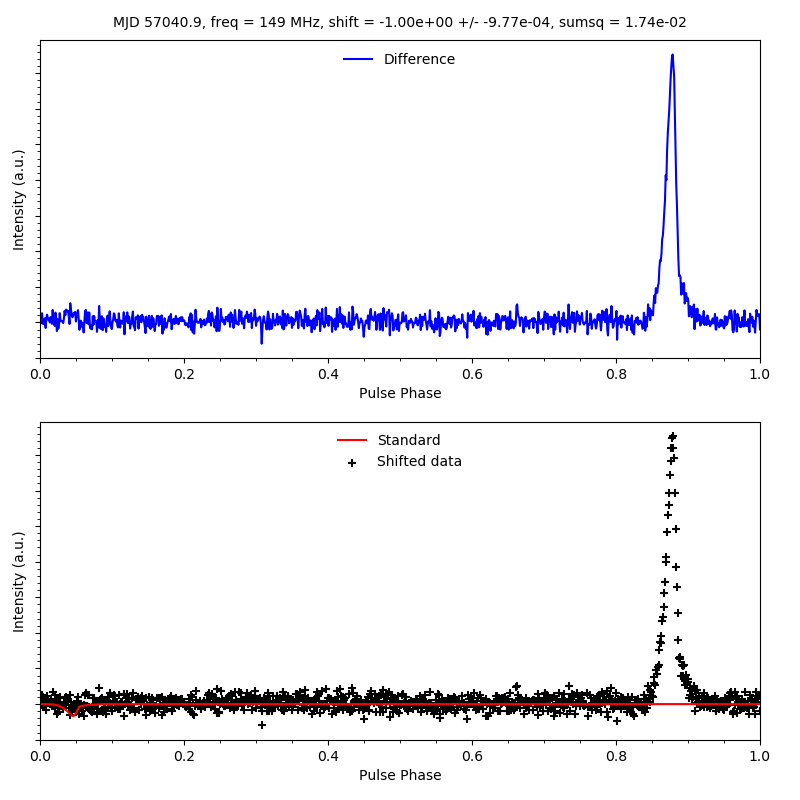 MJD 57040.9, freq = 149 MHz, shift = -1.00e+00 +/- -9.77e-04, sumsq = 1.74e-02
Difference
Intensity (a.u.)
0.0 0.2 0.4 0.6 0.8 1.0
Pulse Phase
Standard
Shifted data
Intensity (a.u.)
0.0 0.2 0.4 0.6 0.8 1.0
Pulse Phase